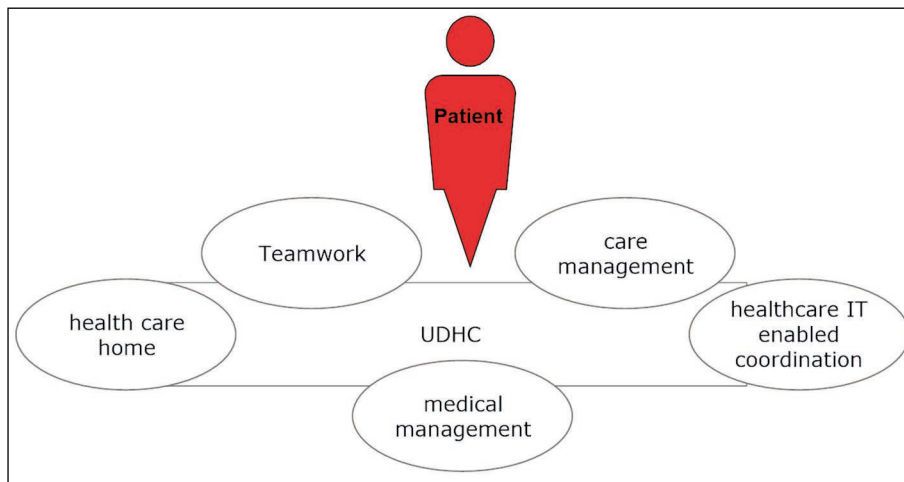 Patient
Teamwork
care
management
health care
home
UDHC
healthcare IT
enabled
coordination
medical
management